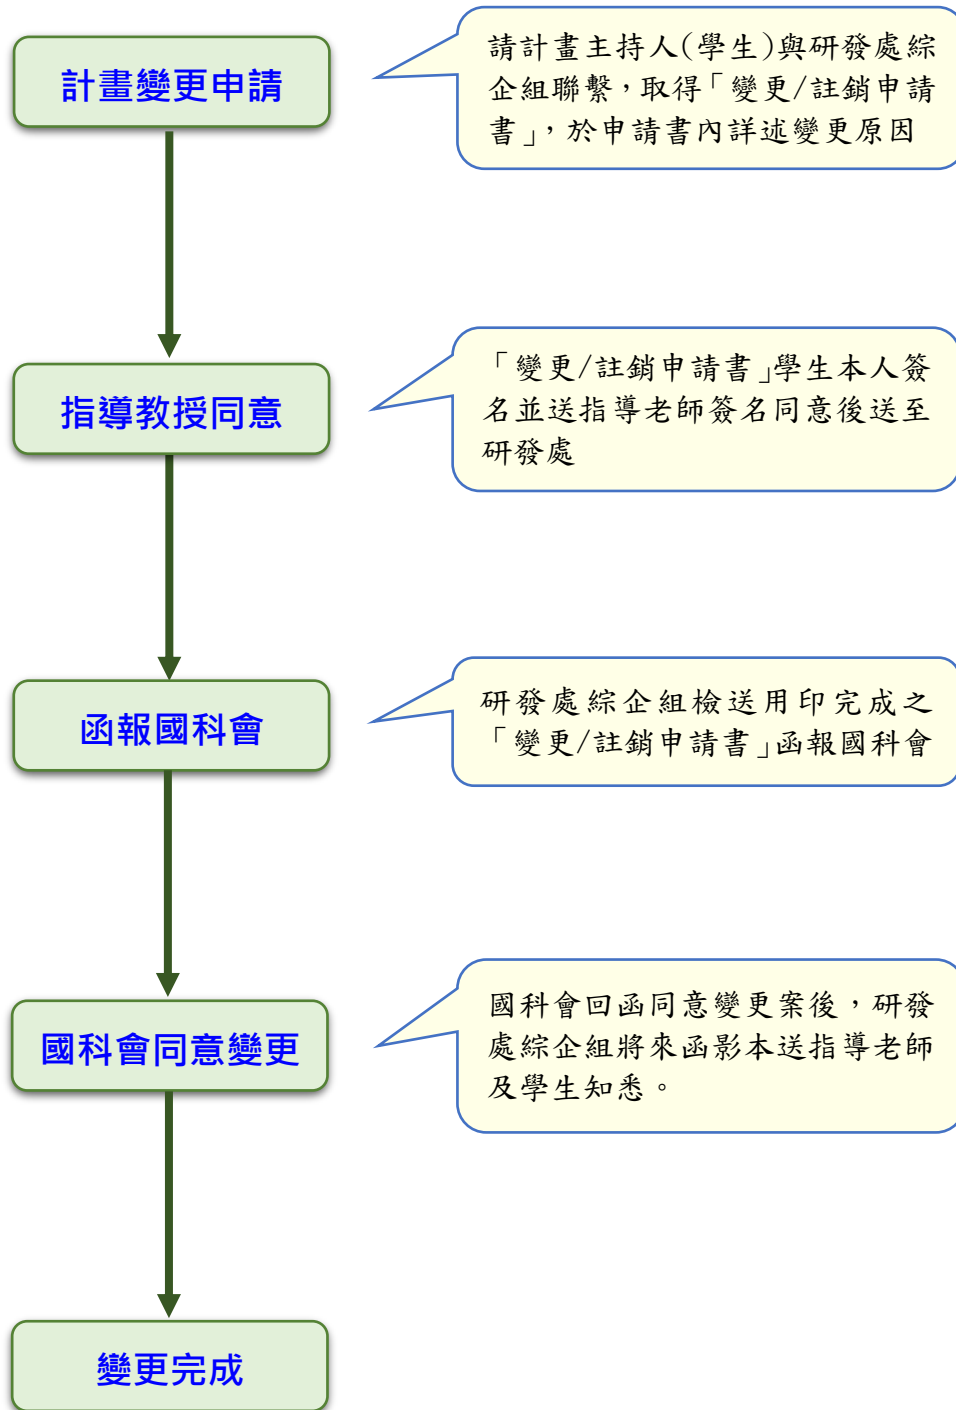 計畫變更申請
請計畫主持人(學生)與研發處綜
企組聯繫，取得「變更/註銷申請
書」，於申請書內詳述變更原因
指導教授同意
「變更/註銷申請書」學生本人簽
名並送指導老師簽名同意後送至
研發處
函報國科會
研發處綜企組檢送用印完成之
「變更/註銷申請書」函報國科會
國科會同意變更
國科會回函同意變更案後，研發
處綜企組將來函影本送指導老師
及學生知悉。
變更完成